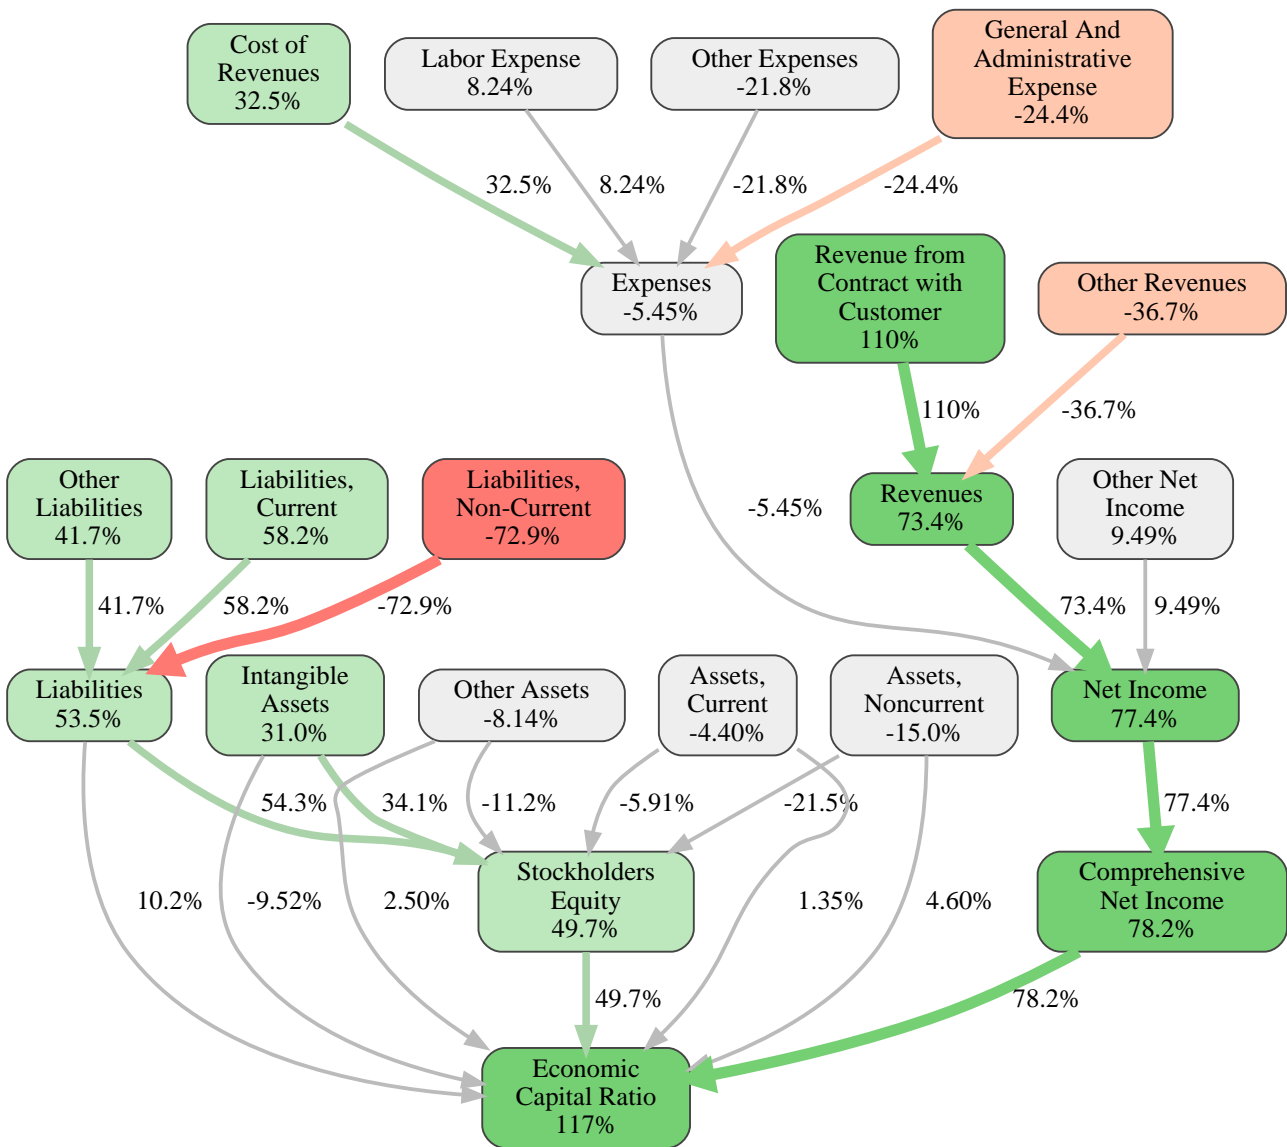 Cost of
Revenues
32.5%
Labor Expense
8.24%
Other Expenses
-21.8%
General And
Administrative
Expense
-24.4%
32.5%
8.24%
-21.8%
-24.4%
Expenses
-5.45%
Revenue from
Contract with
Customer
110%
Other Revenues
-36.7%
110%
-36.7%
Other
Liabilities
41.7%
Liabilities,
Current
58.2%
Liabilities,
Non-Current
-72.9%
-5.45%
Revenues
73.4%
Other Net
Income
9.49%
41.7%
58.2%
-72.9%
73.4%
9.49%
Liabilities
53.5%
Intangible
Assets
31.0%
Other Assets
-8.14%
Assets,
Current
-4.40%
Assets,
Noncurrent
-15.0%
Net Income
77.4%
54.3%
34.1%
-11.2%
-5.91%
-21.5%
77.4%
10.2%
-9.52%
2.50%
Stockholders
Equity
49.7%
1.35%
4.60%
Comprehensive
Net Income
78.2%
49.7%
78.2%
Economic
Capital Ratio
117%